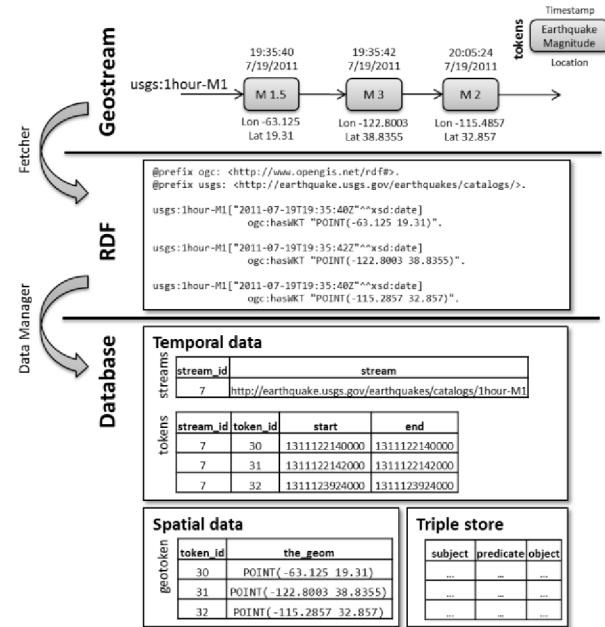 Timestamp
tokens
Earthquake
Magnitude
Location
Geostream
usgs:1hour-M1
19:35:40
7/19/2011
M 1.5
Lon -63.125
Lat 19.31
19:35:42
7/19/2011
M 3
Lon -122.8003
Lat 38.8355
20:05:24
7/19/2011
M 2
Lon -115.4857
Lat 32.857
Fetcher
RDF
@prefix ogc: <http://www.opengis.net/rdf#>.
@prefix usgs: <http://earthquake.usgs.gov/earthquakes/catalogs/>.
usgs:1hour-M1["2011-07-19T19:35:40Z"^^xsd:date]
ogc:hasWKT "POINT(-63.125 19.31)".
usgs:1hour-M1["2011-07-19T19:35:42Z"^^xsd:date]
ogc:hasWKT "POINT(-122.8003 38.8355)".
usgs:1hour-M1["2011-07-19T19:35:40Z"^^xsd:date]
ogc:hasWKT "POINT(-115.2857 32.857)".
Data Manager
Database
Temporal data
streams
stream_id stream
7 http://earthquake.usgs.gov/earthquakes/catalogs/1hour-M1
tokens
stream_id token_id start end
7 30 1311122140000 1311122140000
7 31 1311122142000 1311122142000
7 32 1311123924000 1311123924000
Spatial data
geotoken
token_id the_geom
30 POINT(-63.125 19.31)
31 POINT(-122.8003 38.8355)
32 POINT(-115.2857 32.857)
Triple store
subject predicate object
... ... ...
... ... ...
... ... ...